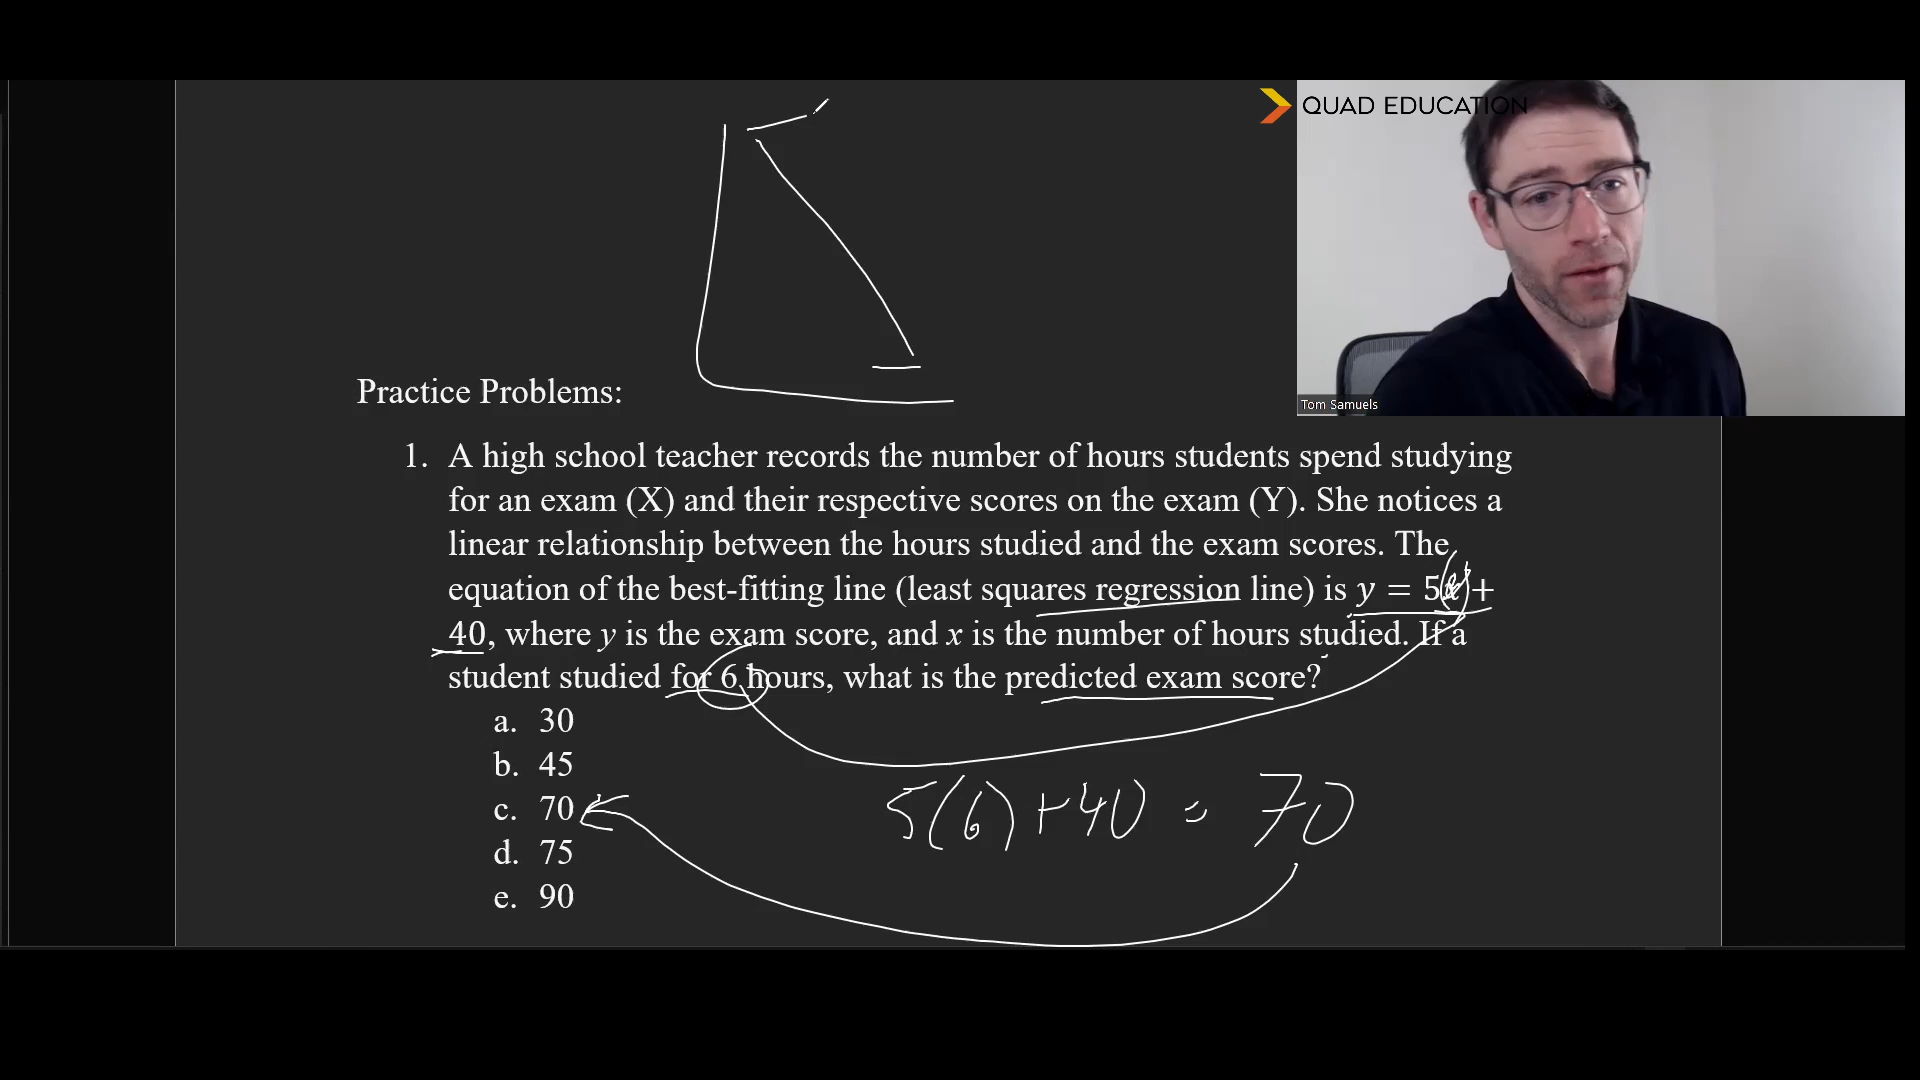 QUAD EDUCATION
Tom Samuels
Practice Problems:
1. A high school teacher records the number of hours students spend studying
for an exam (X) and their respective scores on the exam (Y). She notices a
linear relationship between the hours studied and the exam scores. The
equation of the best-fitting line (least squares regression line) is y = 5(x) +
40, where y is the exam score, and x is the number of hours studied. If a
student studied for 6 hours, what is the predicted exam score?
a. 30
b. 45
c. 70
d. 75
e. 90
5(6) + 40 = 70